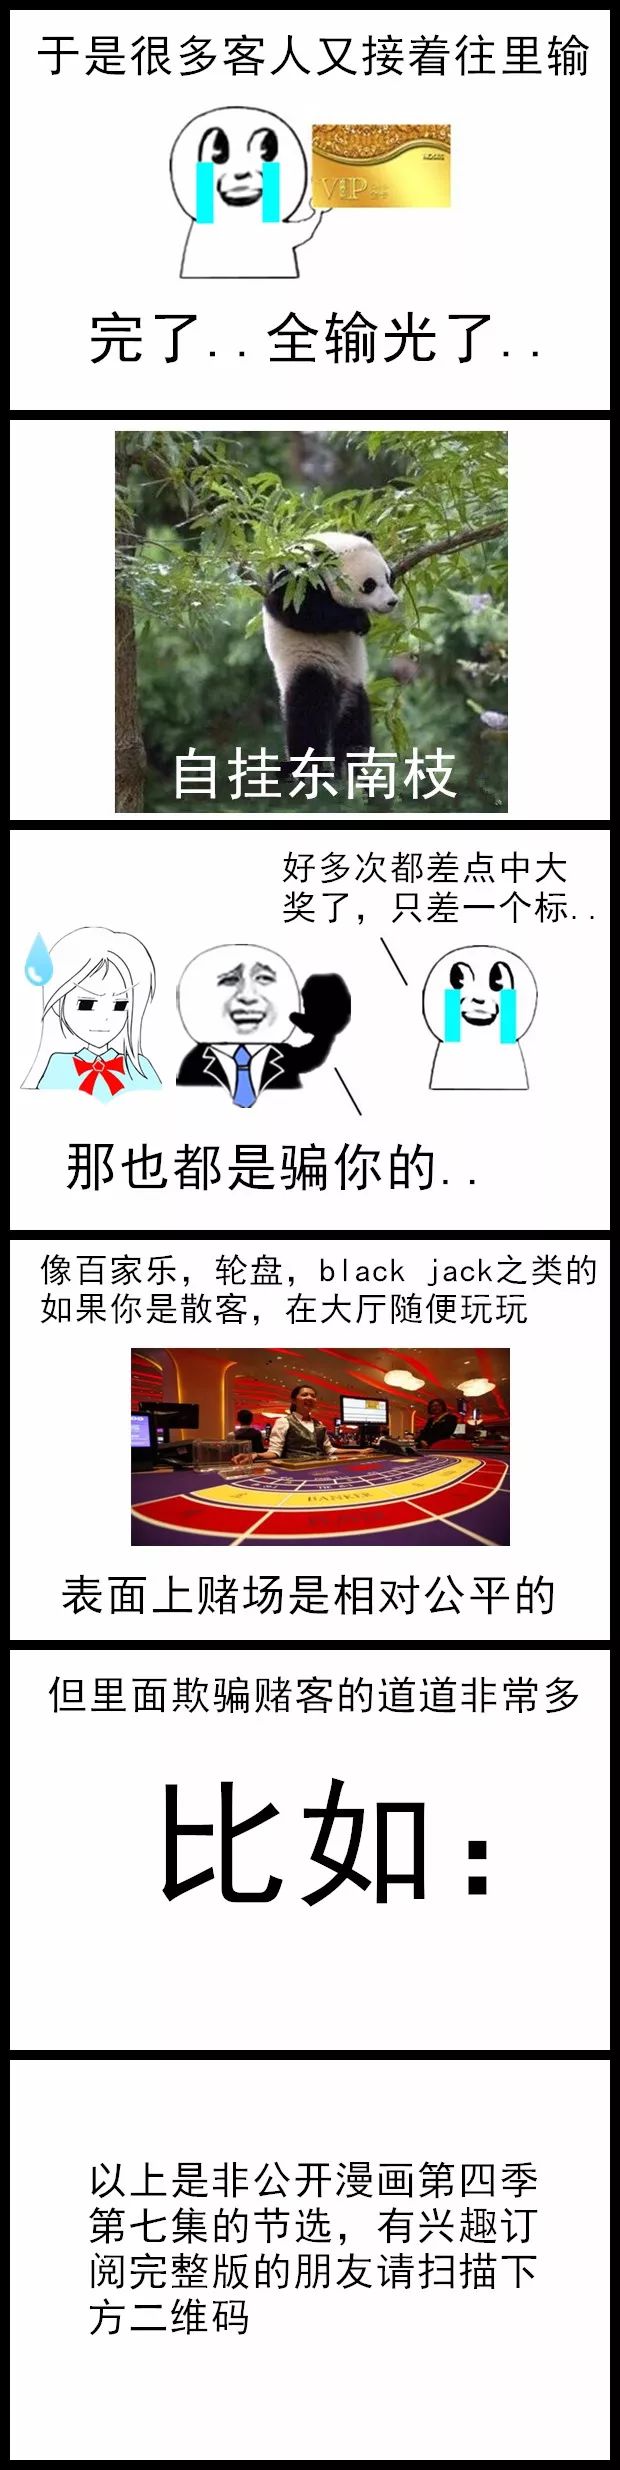 于是很多客人又接着往里输
VIP
完了..全输光了..
自挂东南枝
好多次都差点中大
奖了，只差一个标..
那也都是骗你的..
像百家乐，轮盘，black jack之类的
如果你是散客，在大厅随便玩玩
BANKER
表面上赌场是相对公平的
但里面欺骗赌客的道道非常多
比如：
以上是非公开漫画第四季
第七集的节选，有兴趣订
阅完整版的朋友请扫描下
方二维码